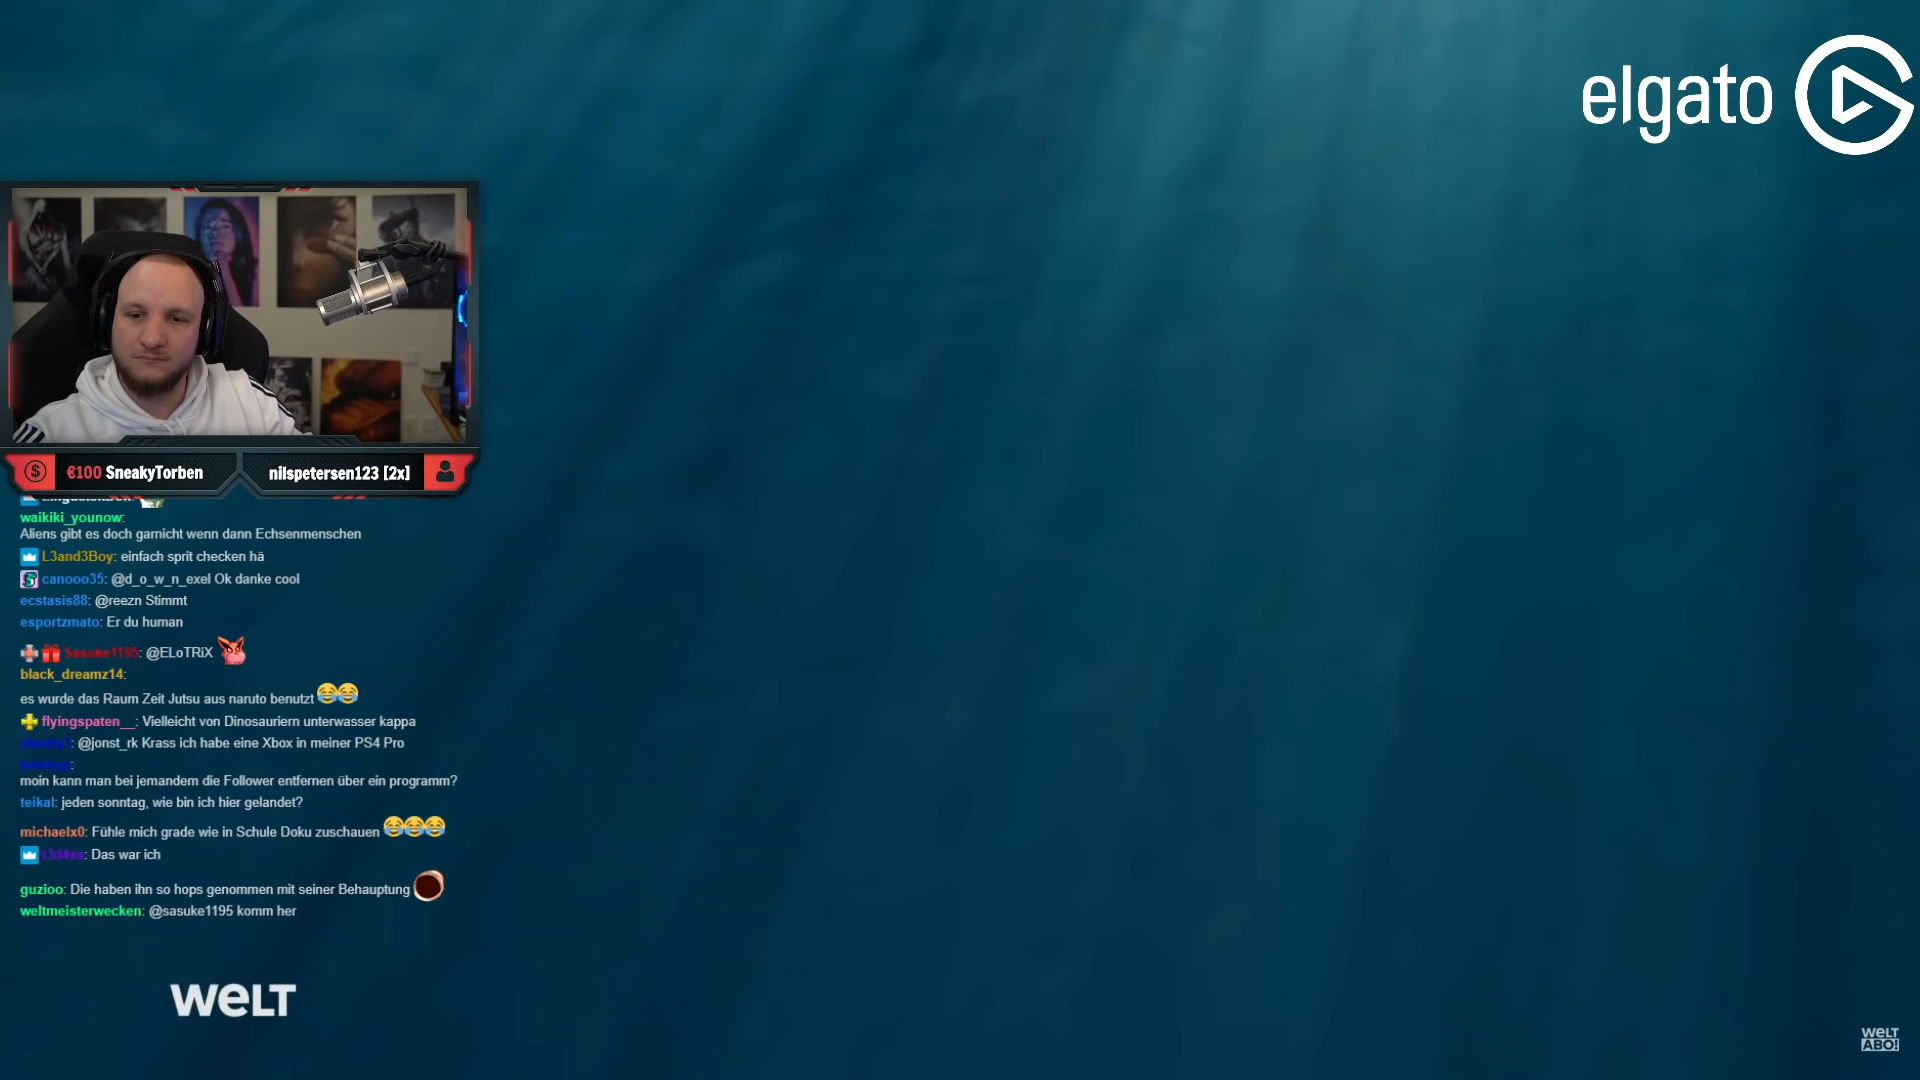 elgato
€100 SneakyTorben
nilspetersen123 [2x]
waikiki_younow:
Aliens gibt es doch garnicht wenn dann Echsenmenschen
L3and3Boy: einfach sprit checken hä
canooo35: @d_o_w_n_exel Ok danke cool
ecstasis88: @reezn Stimmt
esportzmato: Er du human
Sasuke1195: @ELoTRiX
black_dreamz14:
es wurde das Raum Zeit Jutsu aus naruto benutzt
flyingspaten__: Vielleicht von Dinosauriern unterwasser kappa
: @jonst_rk Krass ich habe eine Xbox in meiner PS4 Pro
:
moin kann man bei jemandem die Follower entfernen über ein programm?
teikal: jeden sonntag, wie bin ich hier gelandet?
michaelx0: Fühle mich grade wie in Schule Doku zuschauen
: Das war ich
guzioo: Die haben ihn so hops genommen mit seiner Behauptung
weltmeisterwecken: @sasuke1195 komm her
WELT
WELT
ABO!